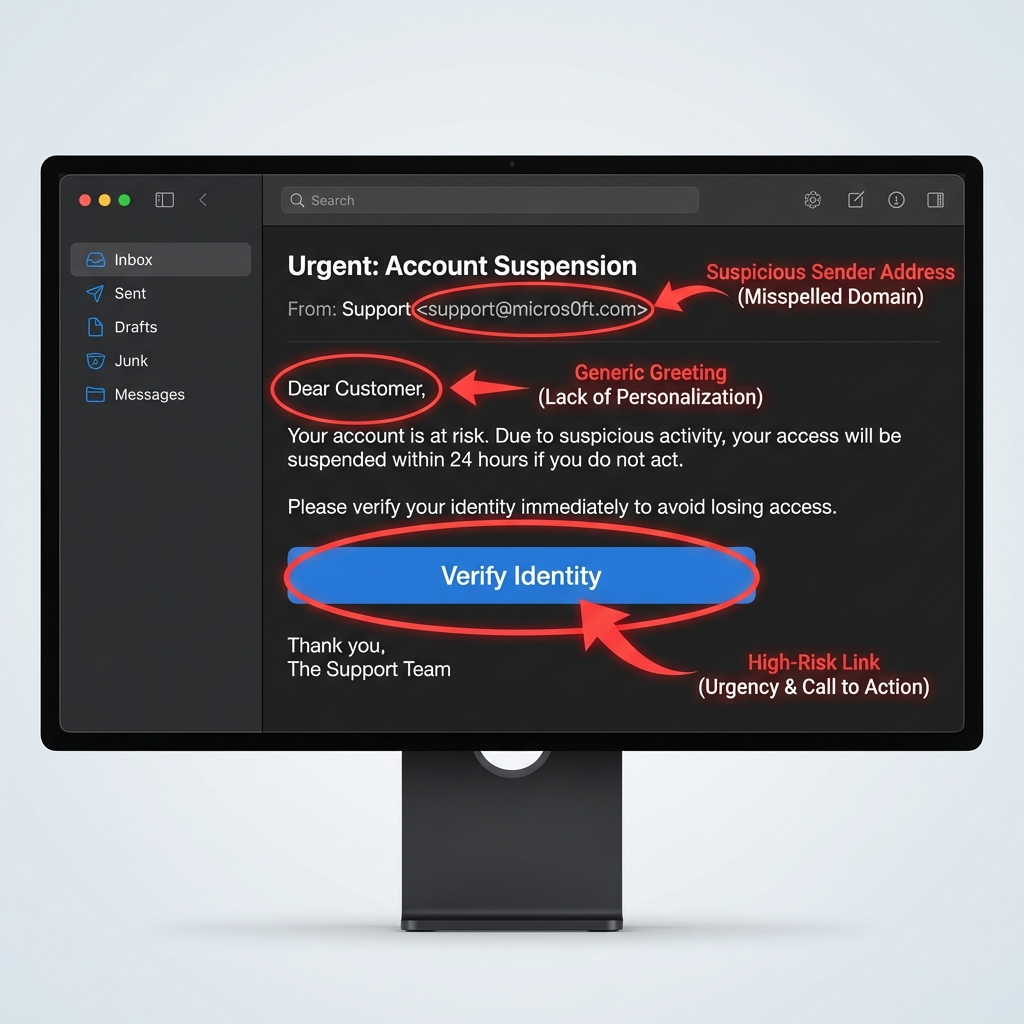 Search
Inbox
Sent
Drafts
Junk
Messages
Urgent: Account Suspension
From: Support <support@micros0ft.com>
Suspicious Sender Address
(Misspelled Domain)
Dear Customer,
Generic Greeting
(Lack of Personalization)
Your account is at risk. Due to suspicious activity, your access will be
suspended within 24 hours if you do not act.
Please verify your identity immediately to avoid losing access.
Verify Identity
Thank you,
The Support Team
High-Risk Link
(Urgency & Call to Action)